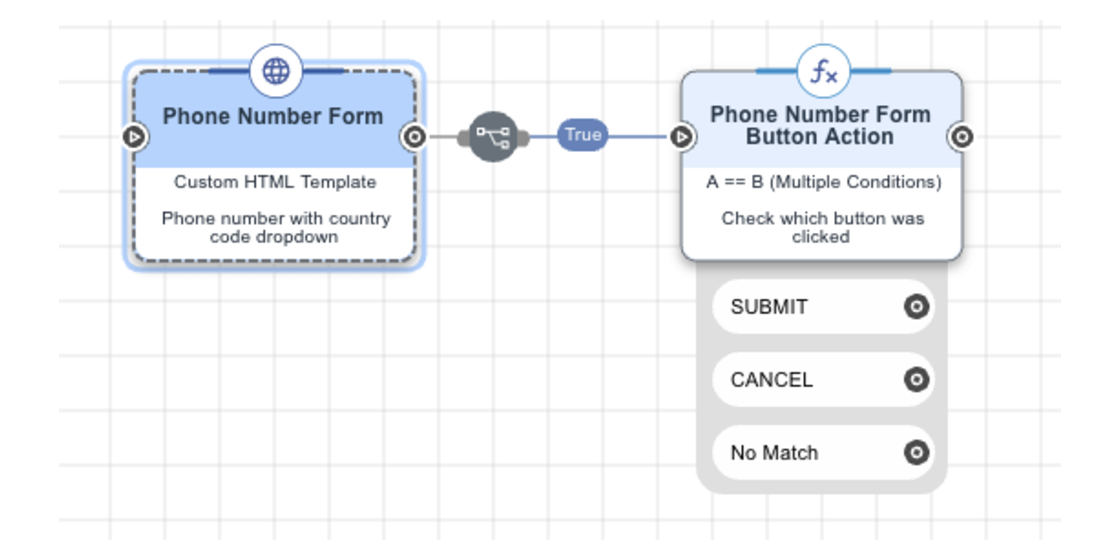 Phone Number Form
Custom HTML Template
Phone number with country
code dropdown
True
fx
Phone Number Form
Button Action
A == B (Multiple Conditions)
Check which button was
clicked
SUBMIT
CANCEL
No Match